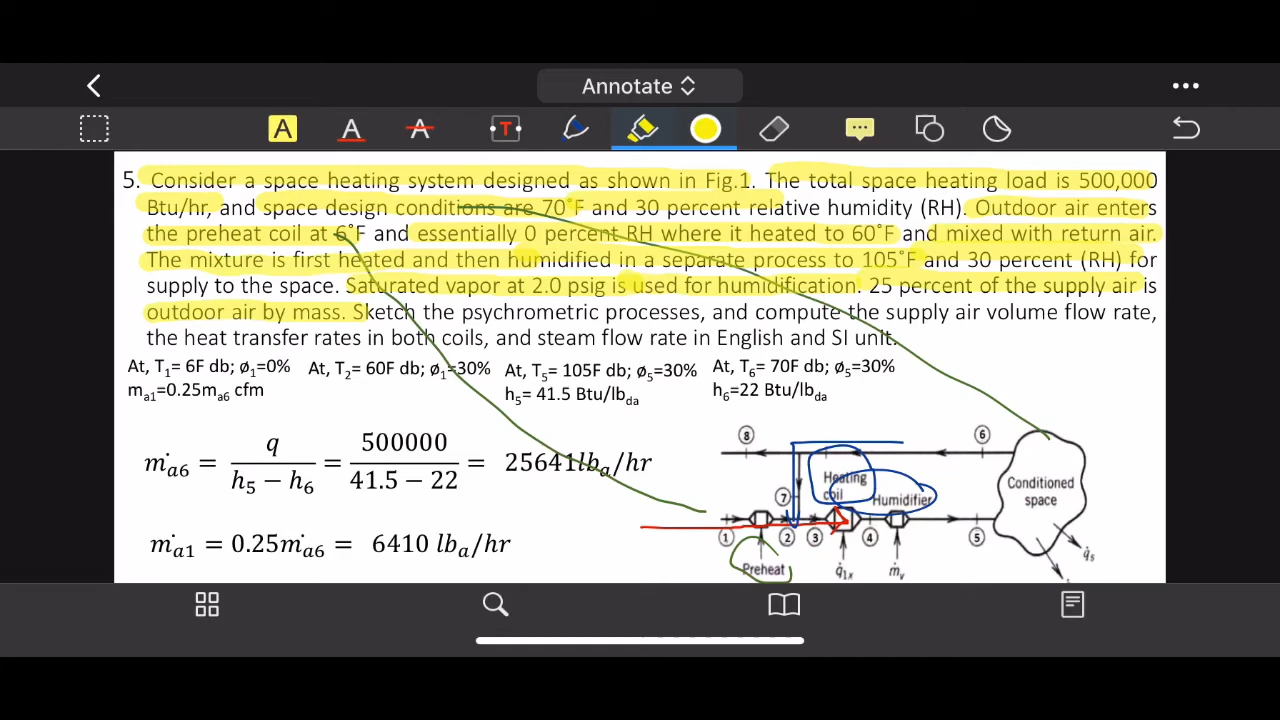 Annotate
A A A T
5. Consider a space heating system designed as shown in Fig.1. The total space heating load is 500,000
Btu/hr, and space design conditions are 70˚F and 30 percent relative humidity (RH). Outdoor air enters
the preheat coil at 6˚F and essentially 0 percent RH where it heated to 60˚F and mixed with return air.
The mixture is first heated and then humidified in a separate process to 105˚F and 30 percent (RH) for
supply to the space. Saturated vapor at 2.0 psig is used for humidification. 25 percent of the supply air is
outdoor air by mass. Sketch the psychrometric processes, and compute the supply air volume flow rate,
the heat transfer rates in both coils, and steam flow rate in English and SI unit.
At, T₁= 6F db; ø₁=0% At, T₂= 60F db; ø₁=30% At, T₅= 105F db; ø₅=30% At, T₆= 70F db; ø₅=30%
mₐ₁=0.25mₐ₆ cfm h₅= 41.5 Btu/lb_da h₆=22 Btu/lb_da
ṁₐ₆ = q / (h₅ − h₆) = 500000 / (41.5 − 22) = 25641lbₐ/hr
ṁₐ₁ = 0.25ṁₐ₆ = 6410 lbₐ/hr
8 6
Heating
coil
Humidifier
Conditioned
space
7
1 2 3 4 5
Preheat q̇₁ₓ ṁᵥ q̇ₛ